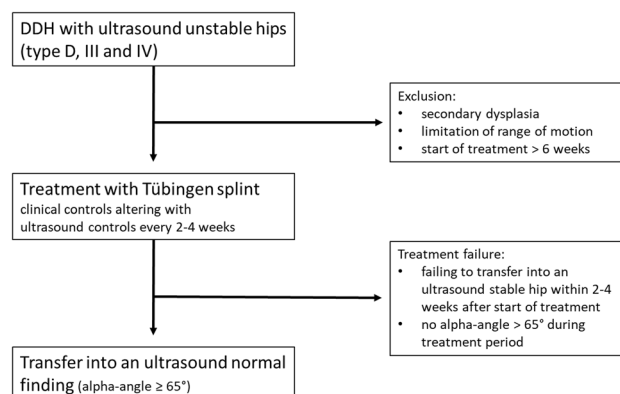 DDH with ultrasound unstable hips
(type D, III and IV)
Exclusion:
• secondary dysplasia
• limitation of range of motion
• start of treatment > 6 weeks
Treatment with Tübingen splint
clinical controls altering with
ultrasound controls every 2-4 weeks
Treatment failure:
• failing to transfer into an
ultrasound stable hip within 2-4
weeks after start of treatment
• no alpha-angle > 65° during
treatment period
Transfer into an ultrasound normal
finding (alpha-angle ≥ 65°)